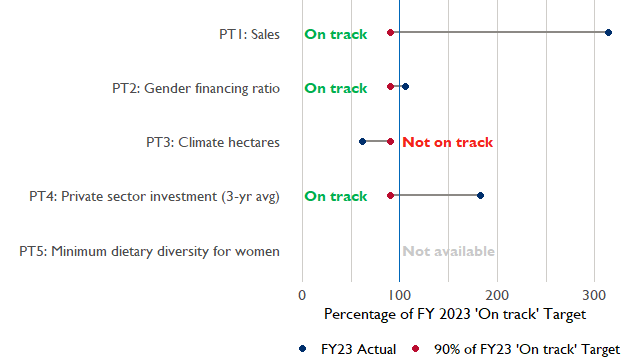 PT1: Sales On track
PT2: Gender financing ratio On track
PT3: Climate hectares Not on track
PT4: Private sector investment (3-yr avg) On track
PT5: Minimum dietary diversity for women Not available
0 100 200 300
Percentage of FY 2023 'On track' Target
FY23 Actual 90% of FY23 'On track' Target